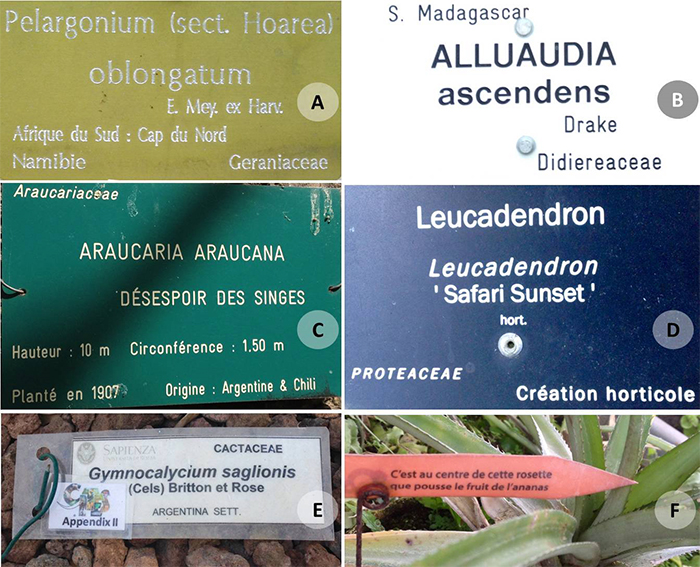 Pelargonium (sect. Hoarea)
oblongatum
E. Mey. ex Harv.
Afrique du Sud : Cap du Nord
Namibie Geraniaceae
A
S. Madagascar
ALLUAUDIA
ascendens
Drake
Didiereaceae
B
Araucariaceae
ARAUCARIA ARAUCANA
DÉSESPOIR DES SINGES
Hauteur : 10 m Circonférence : 1.50 m
Planté en 1907 Origine : Argentine & Chili
C
Leucadendron
Leucadendron
' Safari Sunset '
hort.
PROTEACEAE
Création horticole
D
SAPIENZA
CACTACEAE
Gymnocalycium saglionis
(Cels) Britton et Rose
ARGENTINA SETT.
CITES
Appendix II
E
C'est au centre de cette rosette
que pousse le fruit de l'ananas
F